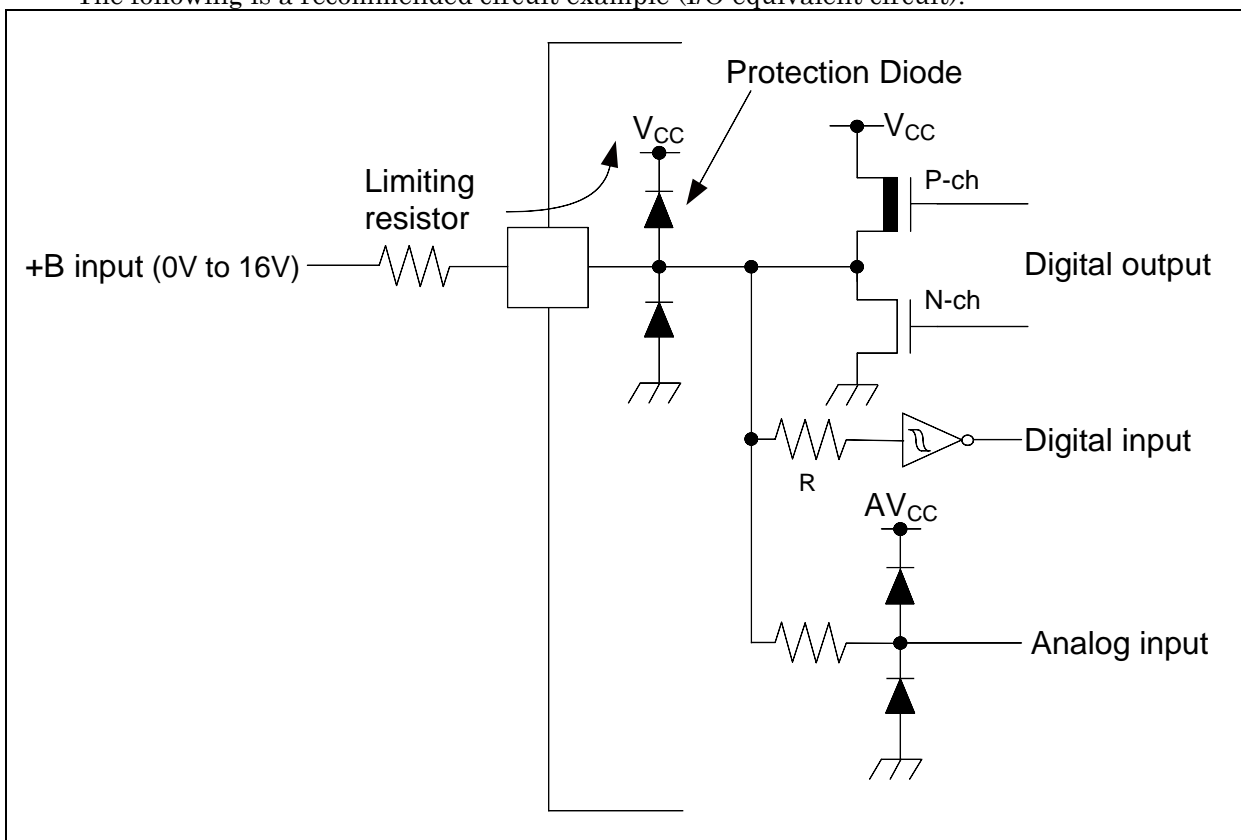 The following is a recommended circuit example (I/O equivalent circuit).
Protection Diode
VCC
VCC
Limiting
resistor
P-ch
+B input (0V to 16V)
Digital output
N-ch
Digital input
R
AVCC
Analog input